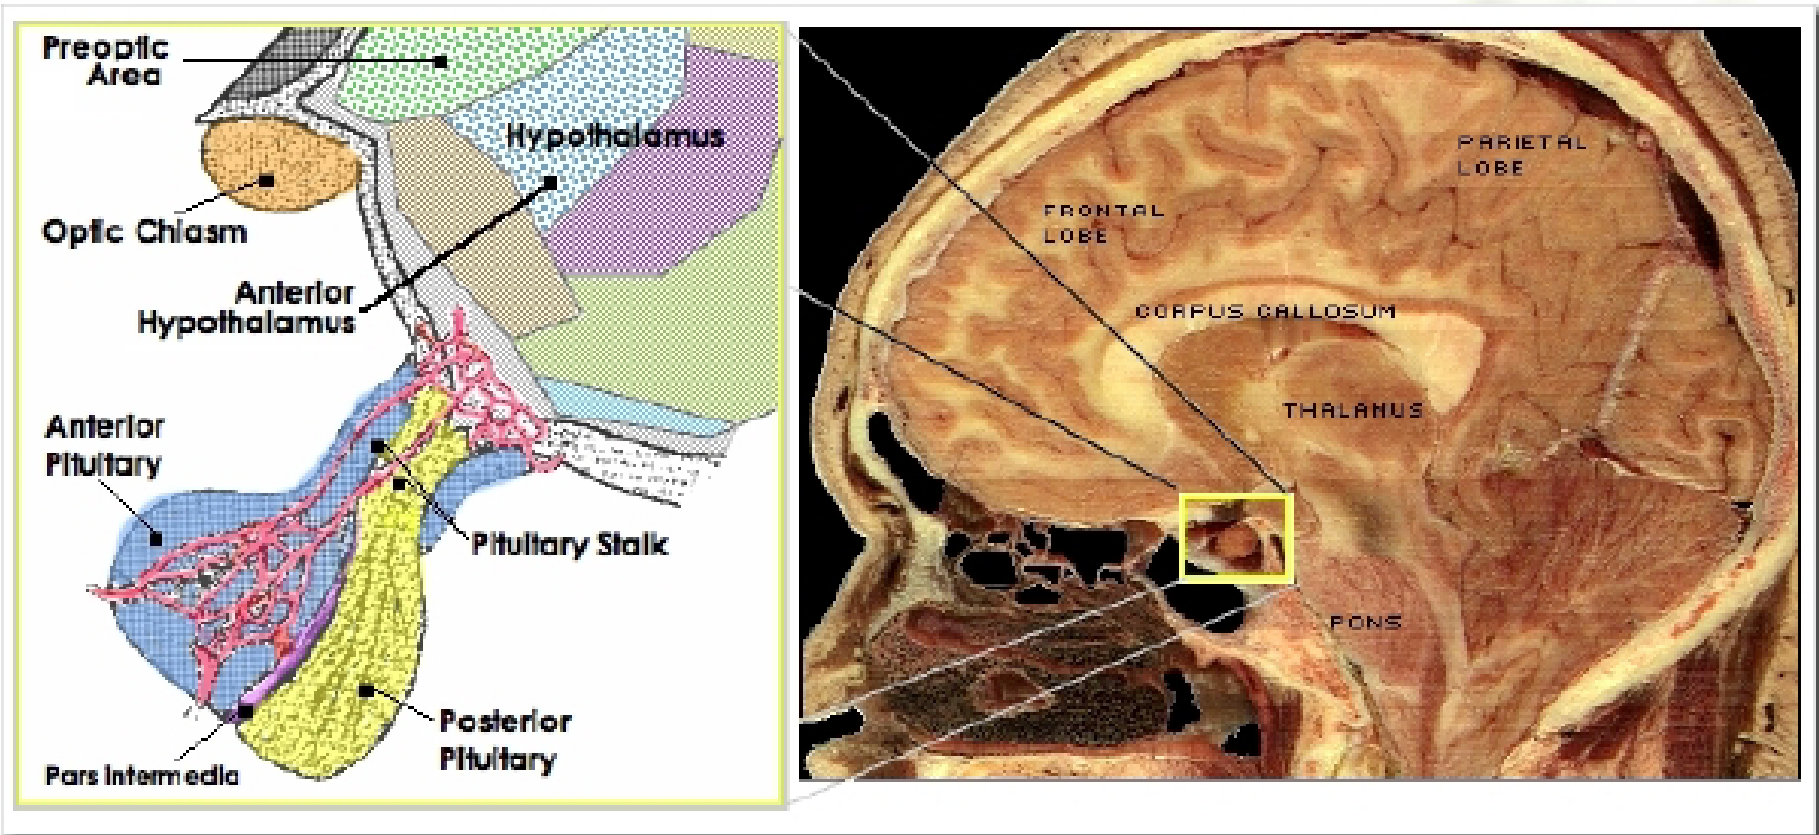 Preoptic
Area
Hypothalamus
Optic Chiasm
Anterior
Hypothalamus
Anterior
Pituitary
Pituitary Stalk
Posterior
Pituitary
Pars Intermedia
PARIETAL
LOBE
FRONTAL
LOBE
CORPUS CALLOSUM
THALANUS
PONS